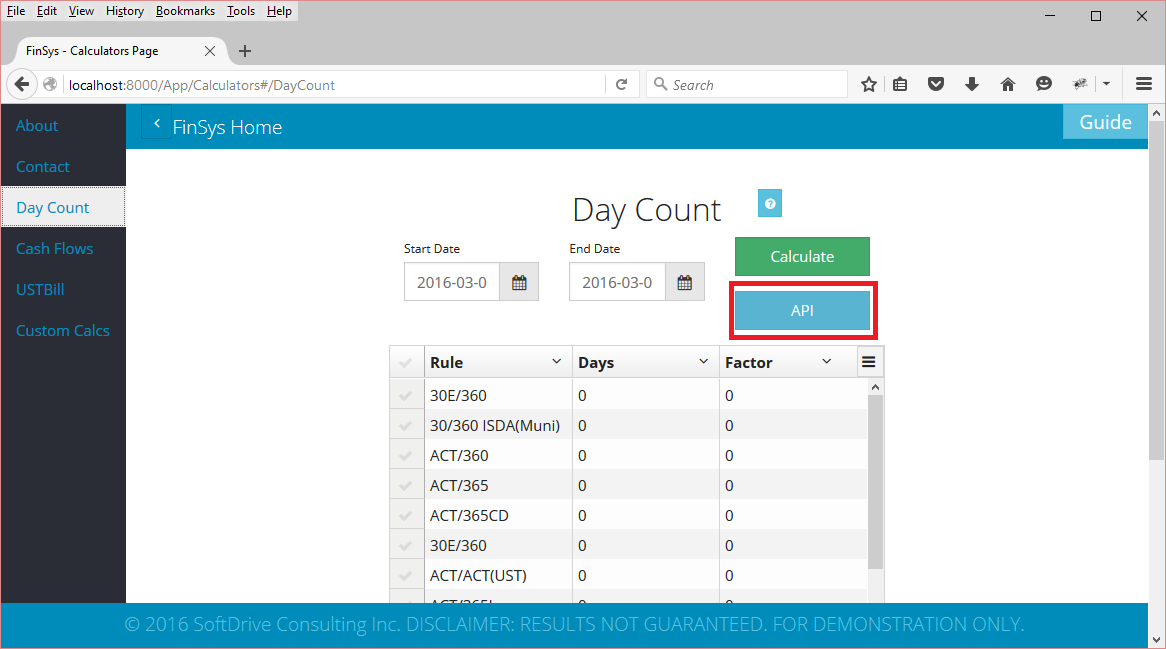 File Edit View History Bookmarks Tools Help
FinSys - Calculators Page
localhost:8000/App/Calculators#/DayCount
Search
About
Contact
Day Count
Cash Flows
USTBill
Custom Calcs
FinSys Home
Guide
Day Count
Start Date End Date
2016-03-0 2016-03-0
Calculate
API
Rule Days Factor
30E/360 0 0
30/360 ISDA(Muni) 0 0
ACT/360 0 0
ACT/365 0 0
ACT/365CD 0 0
30E/360 0 0
ACT/ACT(UST) 0 0
© 2016 SoftDrive Consulting Inc. DISCLAIMER: RESULTS NOT GUARANTEED. FOR DEMONSTRATION ONLY.